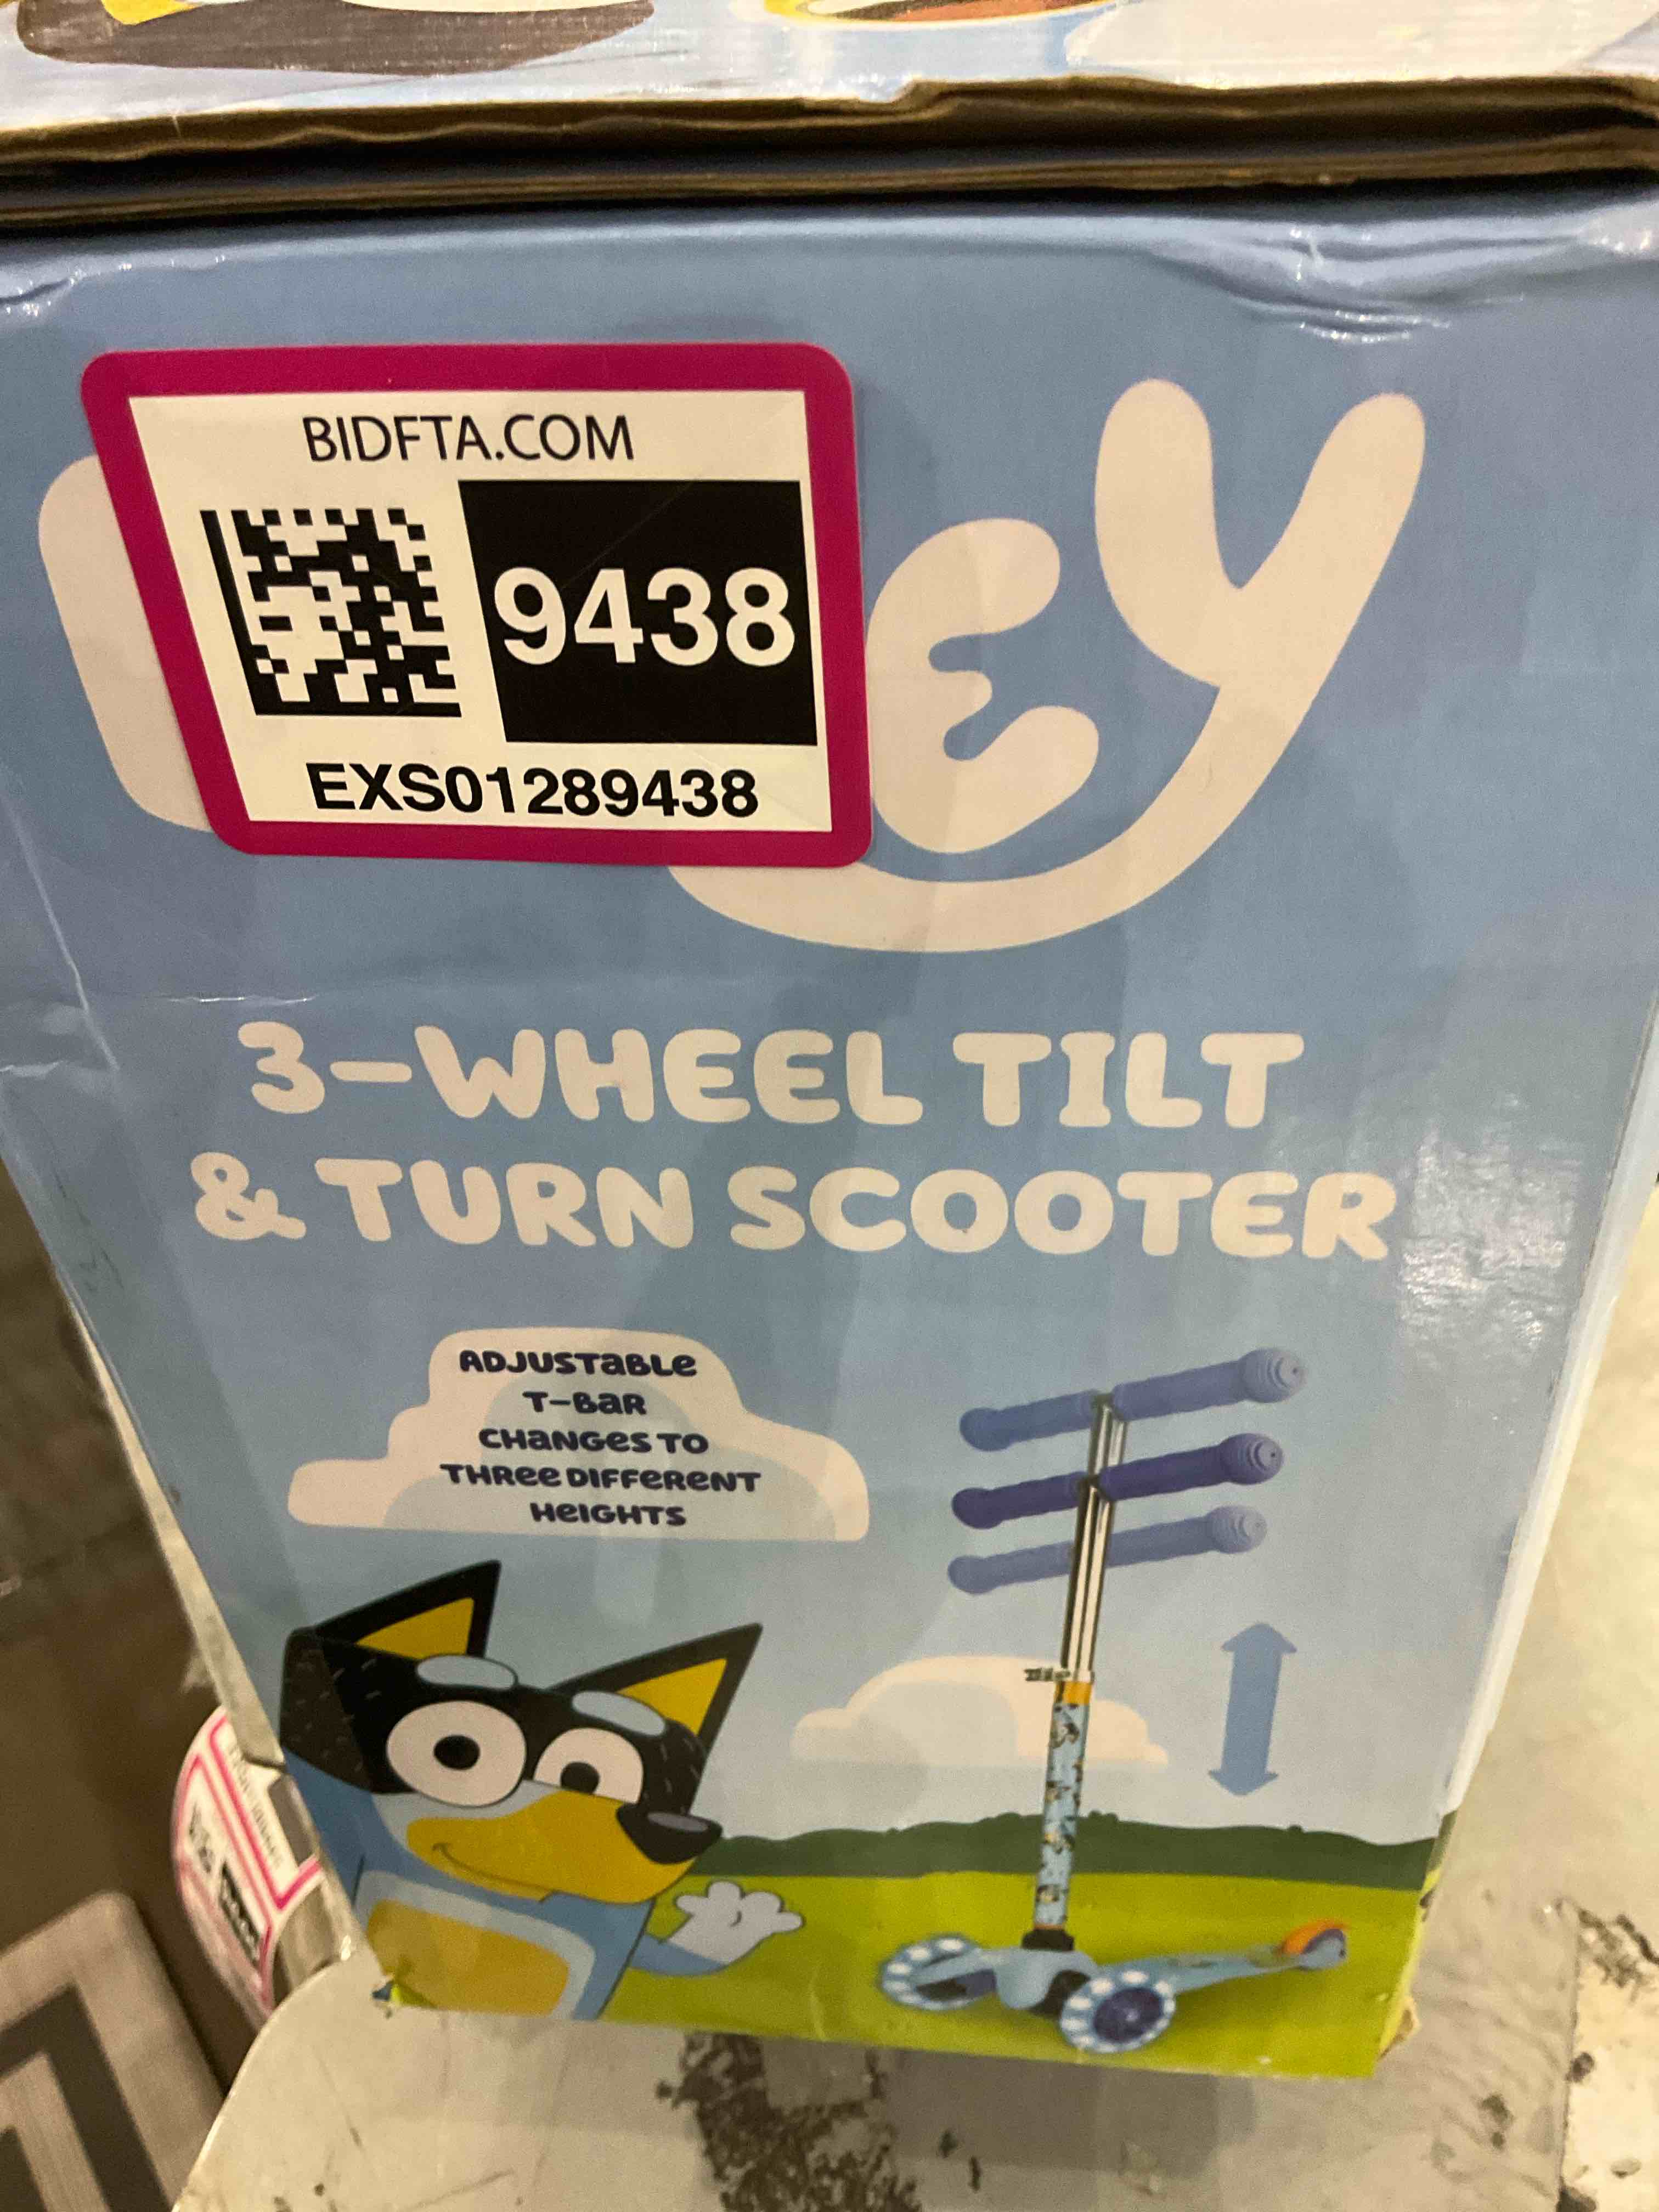 BIDFTA.COM
9438
EXS01289438
EY
3-WHEEL TILT
& TURN SCOOTER
ADJUSTABLE
T-BAR
CHANGES TO
THREE DIFFERENT
HEIGHTS